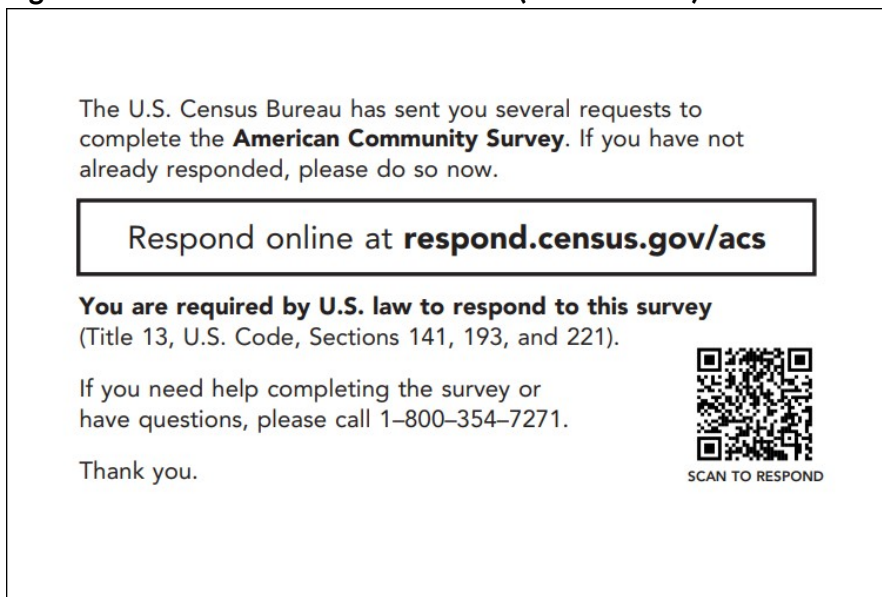 The U.S. Census Bureau has sent you several requests to
complete the American Community Survey. If you have not
already responded, please do so now.
Respond online at respond.census.gov/acs
You are required by U.S. law to respond to this survey
(Title 13, U.S. Code, Sections 141, 193, and 221).
If you need help completing the survey or
have questions, please call 1–800–354–7271.
Thank you.
SCAN TO RESPOND